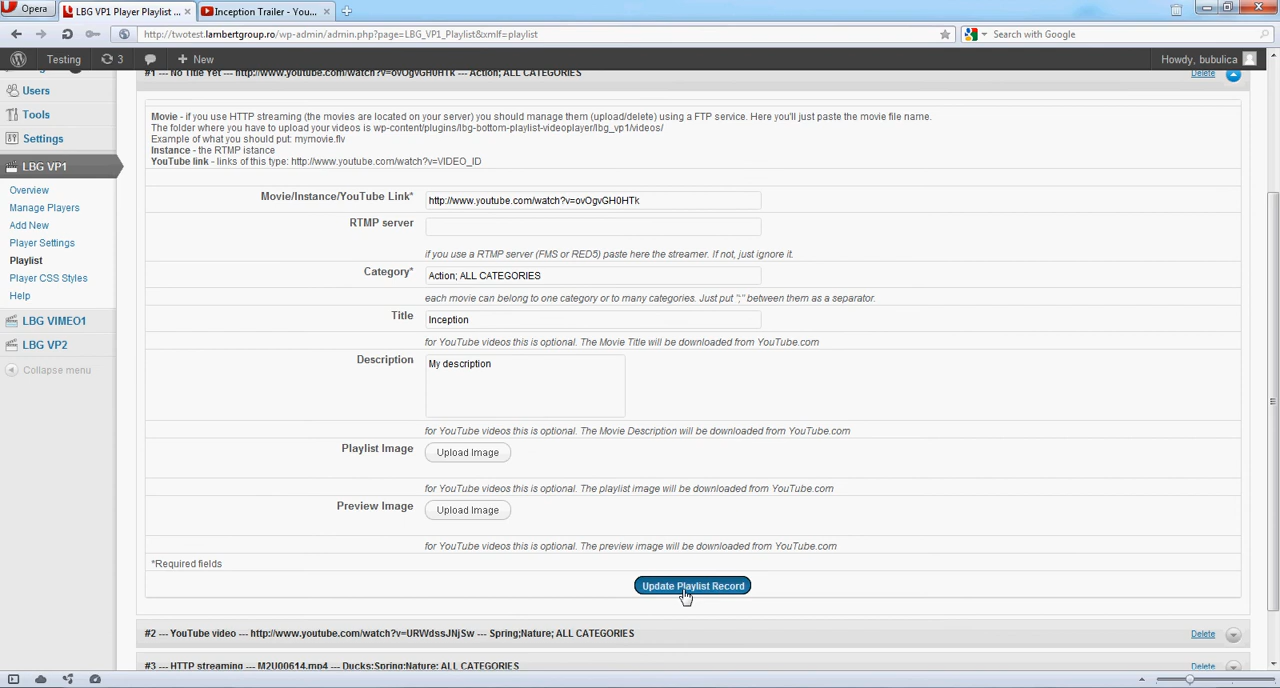 Opera
LBG VP1 Player Playlist ...
Inception Trailer - You...
http://twotest.lambertgroup.ro/wp-admin/admin.php?page=LBG_VP1_Playlist&xmlf=playlist
Search with Google
Testing
3
New
Howdy, bubulica
#1 --- No Title Yet --- http://www.youtube.com/watch?v=ovOgvGH0HTk --- Action; ALL CATEGORIES
Delete
Users
Tools
Settings
LBG VP1
Overview
Manage Players
Add New
Player Settings
Playlist
Player CSS Styles
Help
LBG VIMEO1
LBG VP2
Collapse menu
Movie - if you use HTTP streaming (the movies are located on your server) you should manage them (upload/delete) using a FTP service. Here you'll just paste the movie file name.
The folder where you have to upload your videos is wp-content/plugins/lbg-bottom-playlist-videoplayer/lbg_vp1/videos/
Example of what you should put: mymovie.flv
Instance - the RTMP istance
YouTube link - links of this type: http://www.youtube.com/watch?v=VIDEO_ID
Movie/Instance/YouTube Link*
http://www.youtube.com/watch?v=ovOgvGH0HTk
RTMP server
if you use a RTMP server (FMS or RED5) paste here the streamer. If not, just ignore it.
Category*
Action; ALL CATEGORIES
each movie can belong to one category or to many categories. Just put ";" between them as a separator.
Title
Inception
for YouTube videos this is optional. The Movie Title will be downloaded from YouTube.com
Description
My description
for YouTube videos this is optional. The Movie Description will be downloaded from YouTube.com
Playlist Image
Upload Image
for YouTube videos this is optional. The playlist image will be downloaded from YouTube.com
Preview Image
Upload Image
for YouTube videos this is optional. The preview image will be downloaded from YouTube.com
*Required fields
Update Playlist Record
#2 --- YouTube video --- http://www.youtube.com/watch?v=URWdssJNjSw --- Spring;Nature; ALL CATEGORIES
Delete
#3 --- HTTP streaming --- M2U00614.mp4 --- Ducks;Spring;Nature; ALL CATEGORIES
Delete